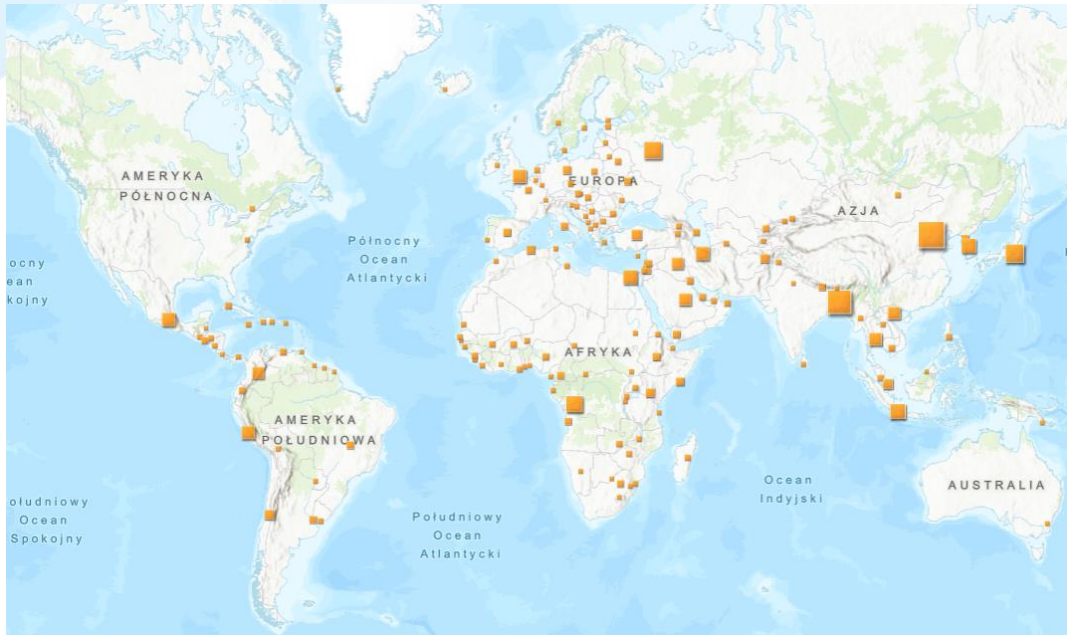 AMERYKA
PÓŁNOCNA
EUROPA
AZJA
Północny
Ocean
Atlantycki
ocny
ean
kojny
AFRYKA
AMERYKA
POŁUDNIOWA
Ocean
Indyjski
AUSTRALIA
ołudniowy
Ocean
Spokojny
Południowy
Ocean
Atlantycki